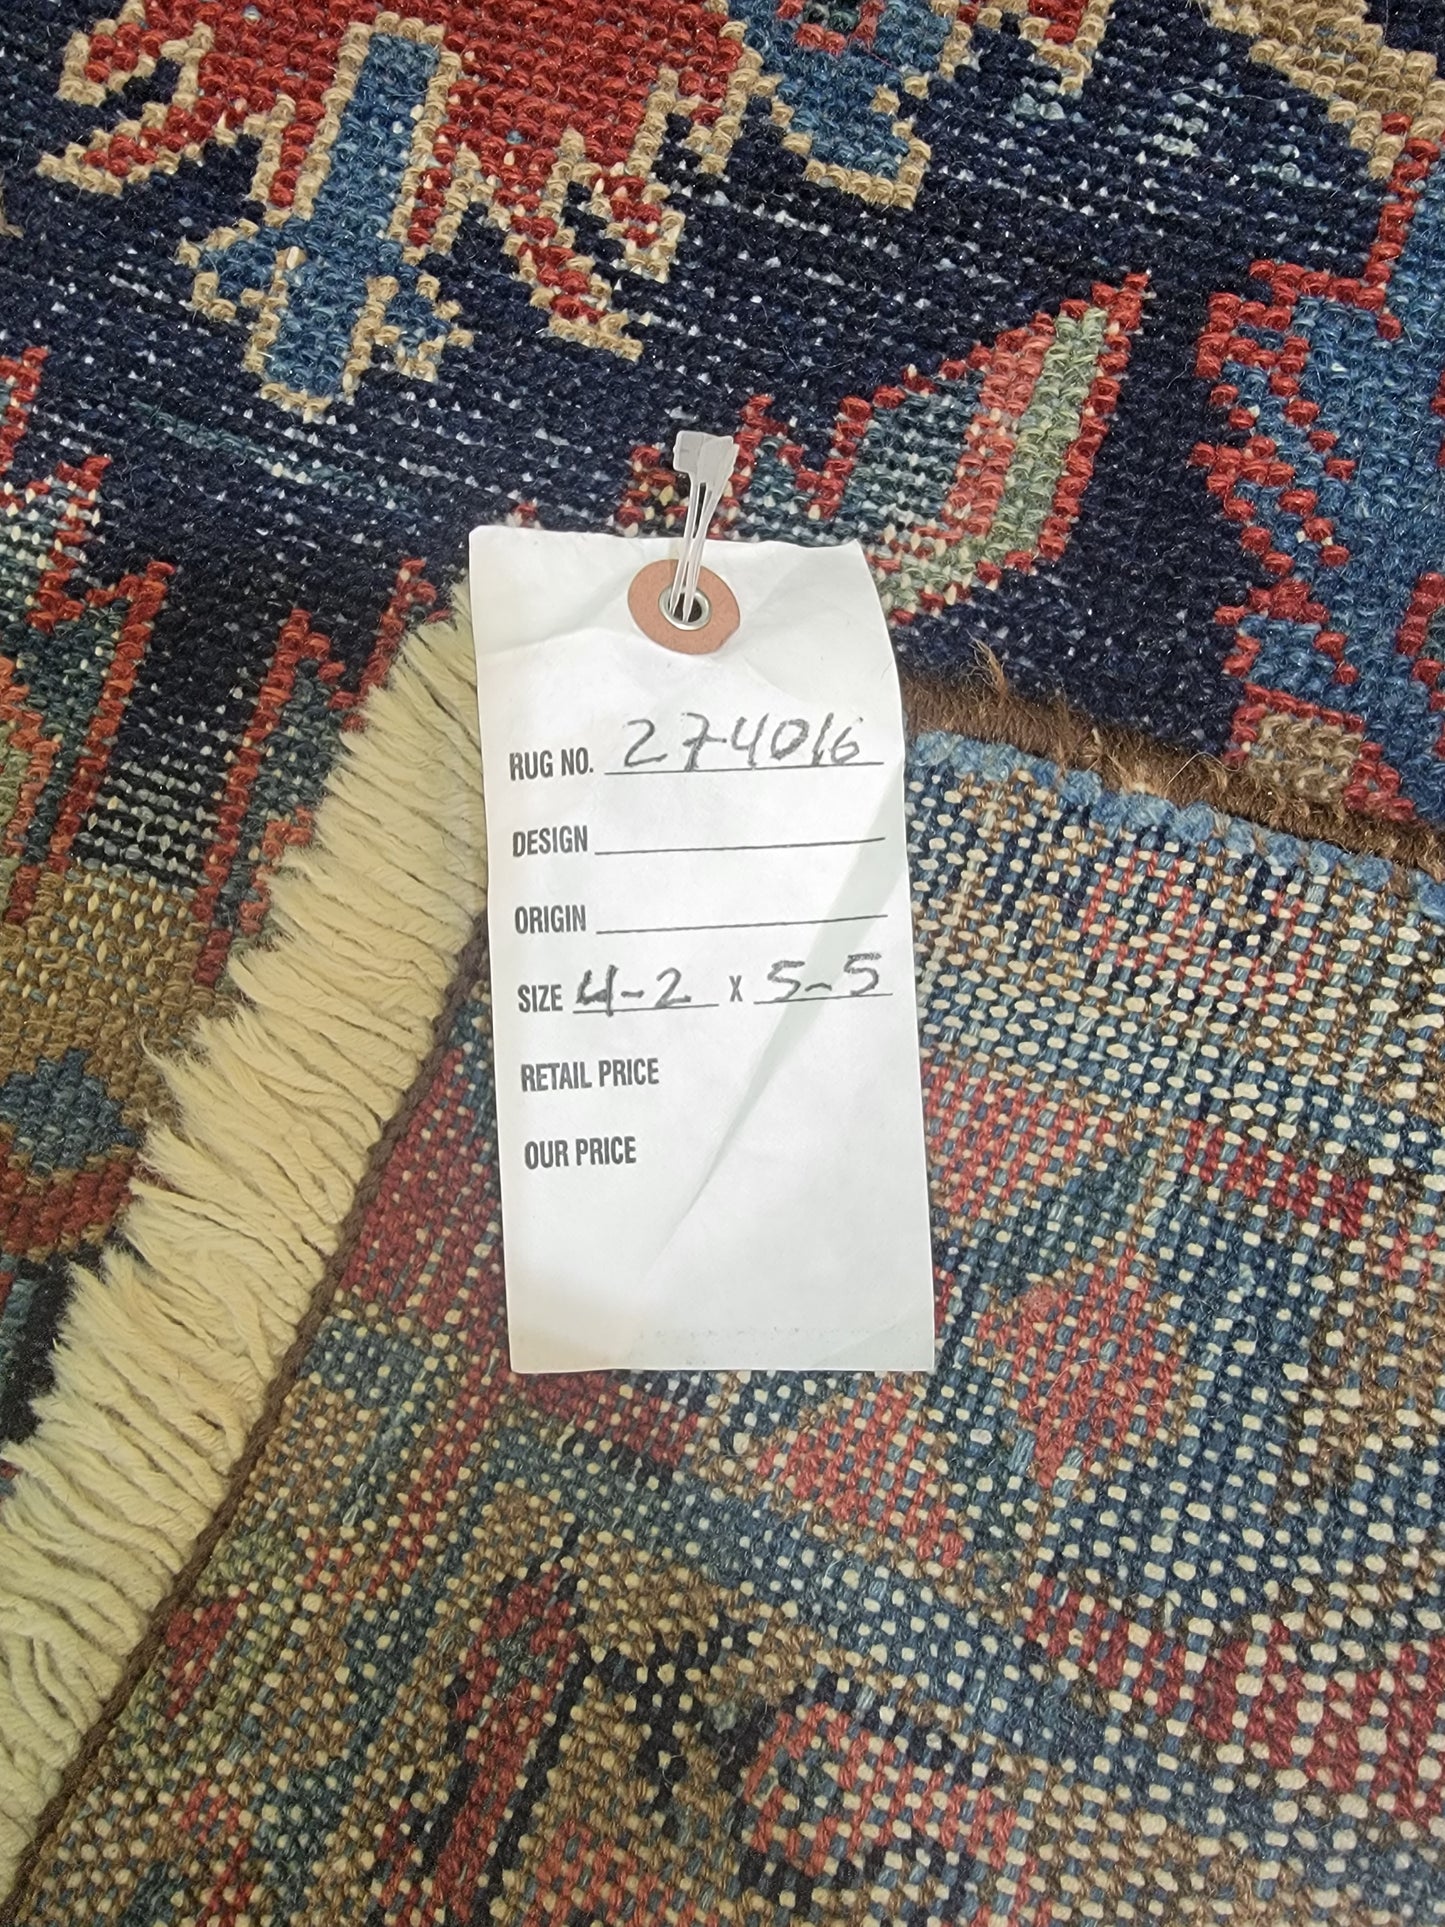 RUG NO. 274016
DESIGN
ORIGIN
SIZE 4-2 X 5-5
RETAIL PRICE
OUR PRICE